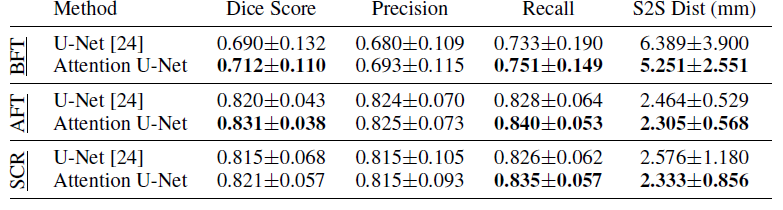 Method Dice Score Precision Recall S2S Dist (mm)
BFT U-Net [24] 0.690±0.132 0.680±0.109 0.733±0.190 6.389±3.900
Attention U-Net 0.712±0.110 0.693±0.115 0.751±0.149 5.251±2.551
AFT U-Net [24] 0.820±0.043 0.824±0.070 0.828±0.064 2.464±0.529
Attention U-Net 0.831±0.038 0.825±0.073 0.840±0.053 2.305±0.568
SCR U-Net [24] 0.815±0.068 0.815±0.105 0.826±0.062 2.576±1.180
Attention U-Net 0.821±0.057 0.815±0.093 0.835±0.057 2.333±0.856